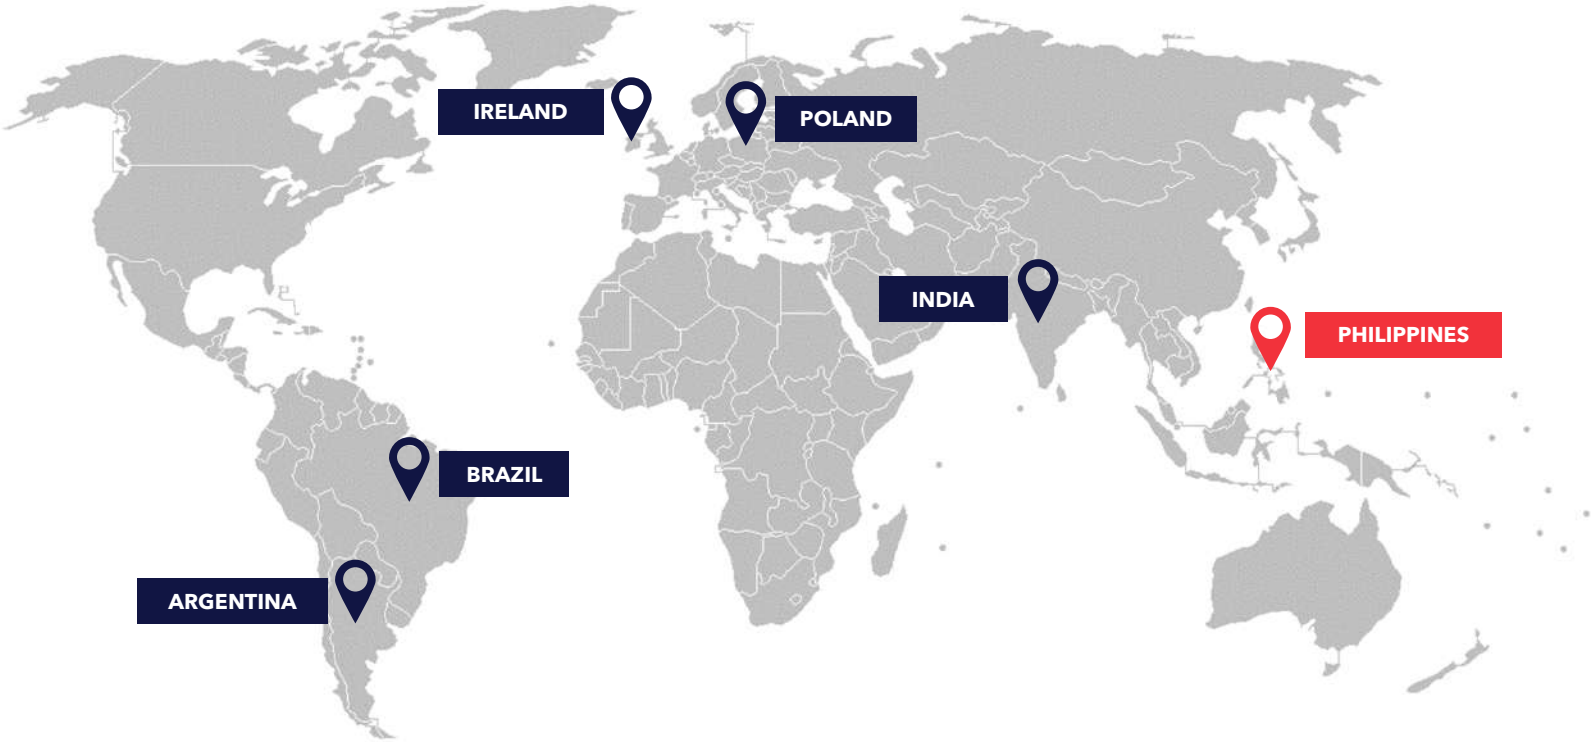 IRELAND
POLAND
INDIA
PHILIPPINES
BRAZIL
ARGENTINA